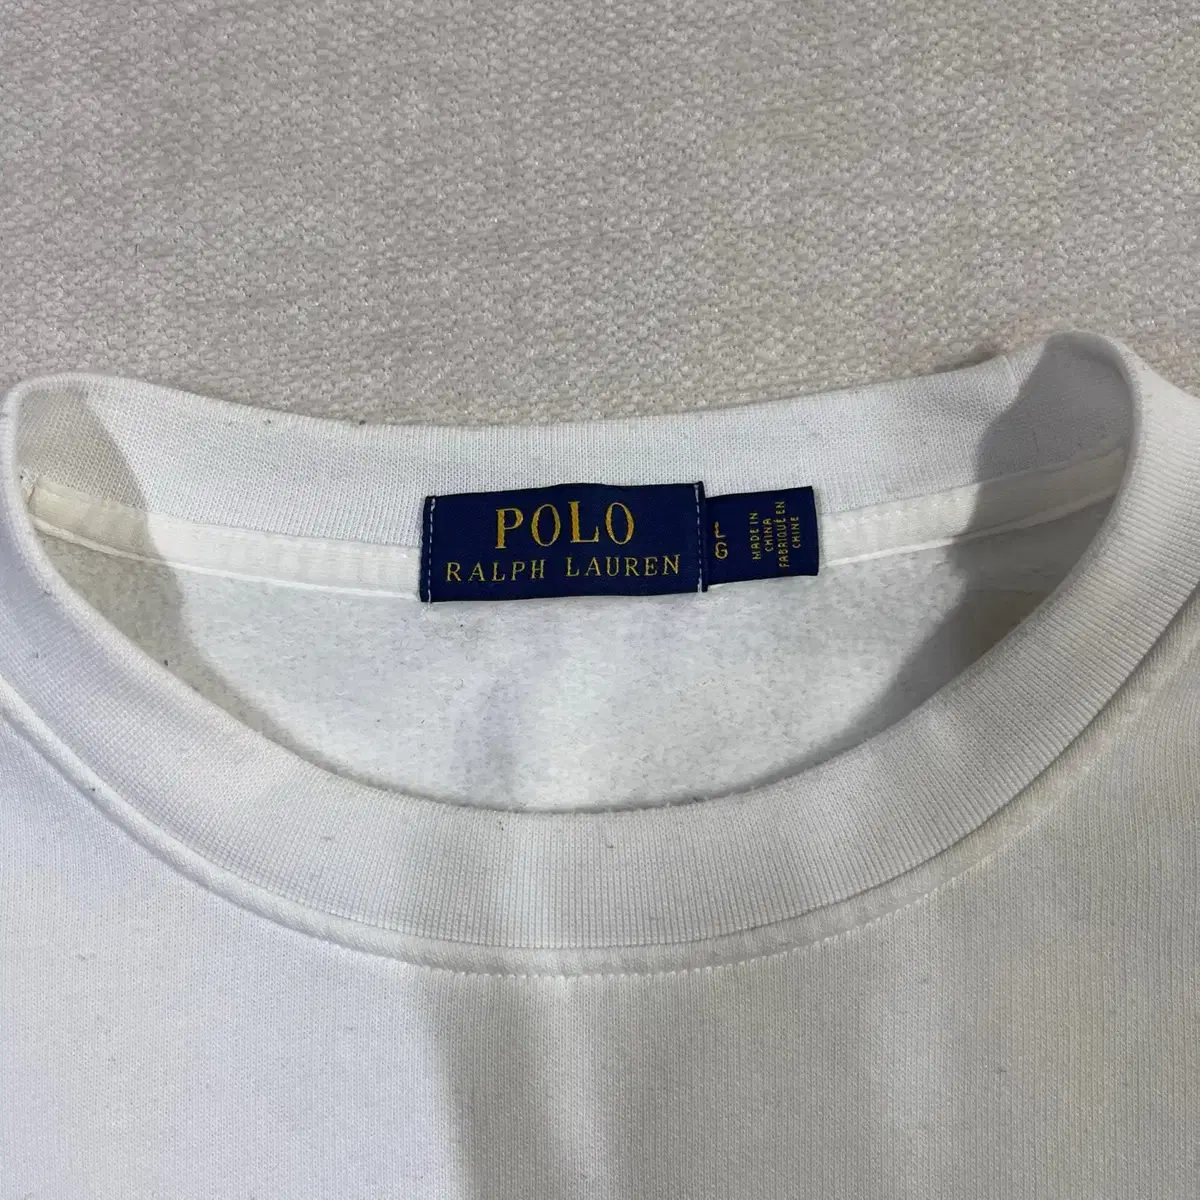 POLO
RALPH LAUREN
L
G
MADE IN
CHINA
FABRIQUÉ EN
CHINE